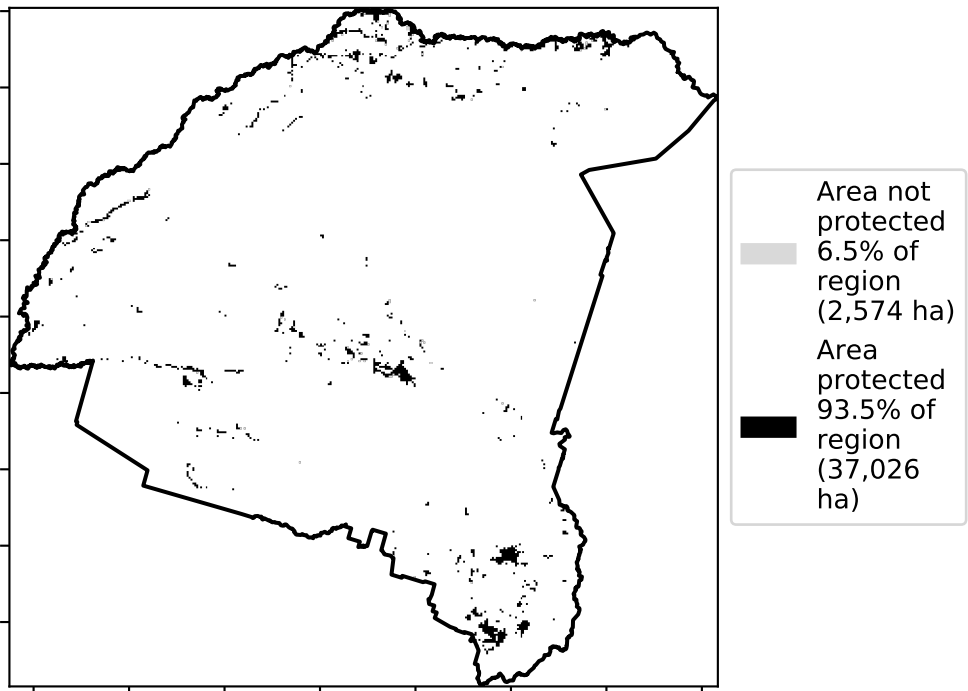 Area not
protected
6.5% of
region
(2,574 ha)
Area
protected
93.5% of
region
(37,026
ha)